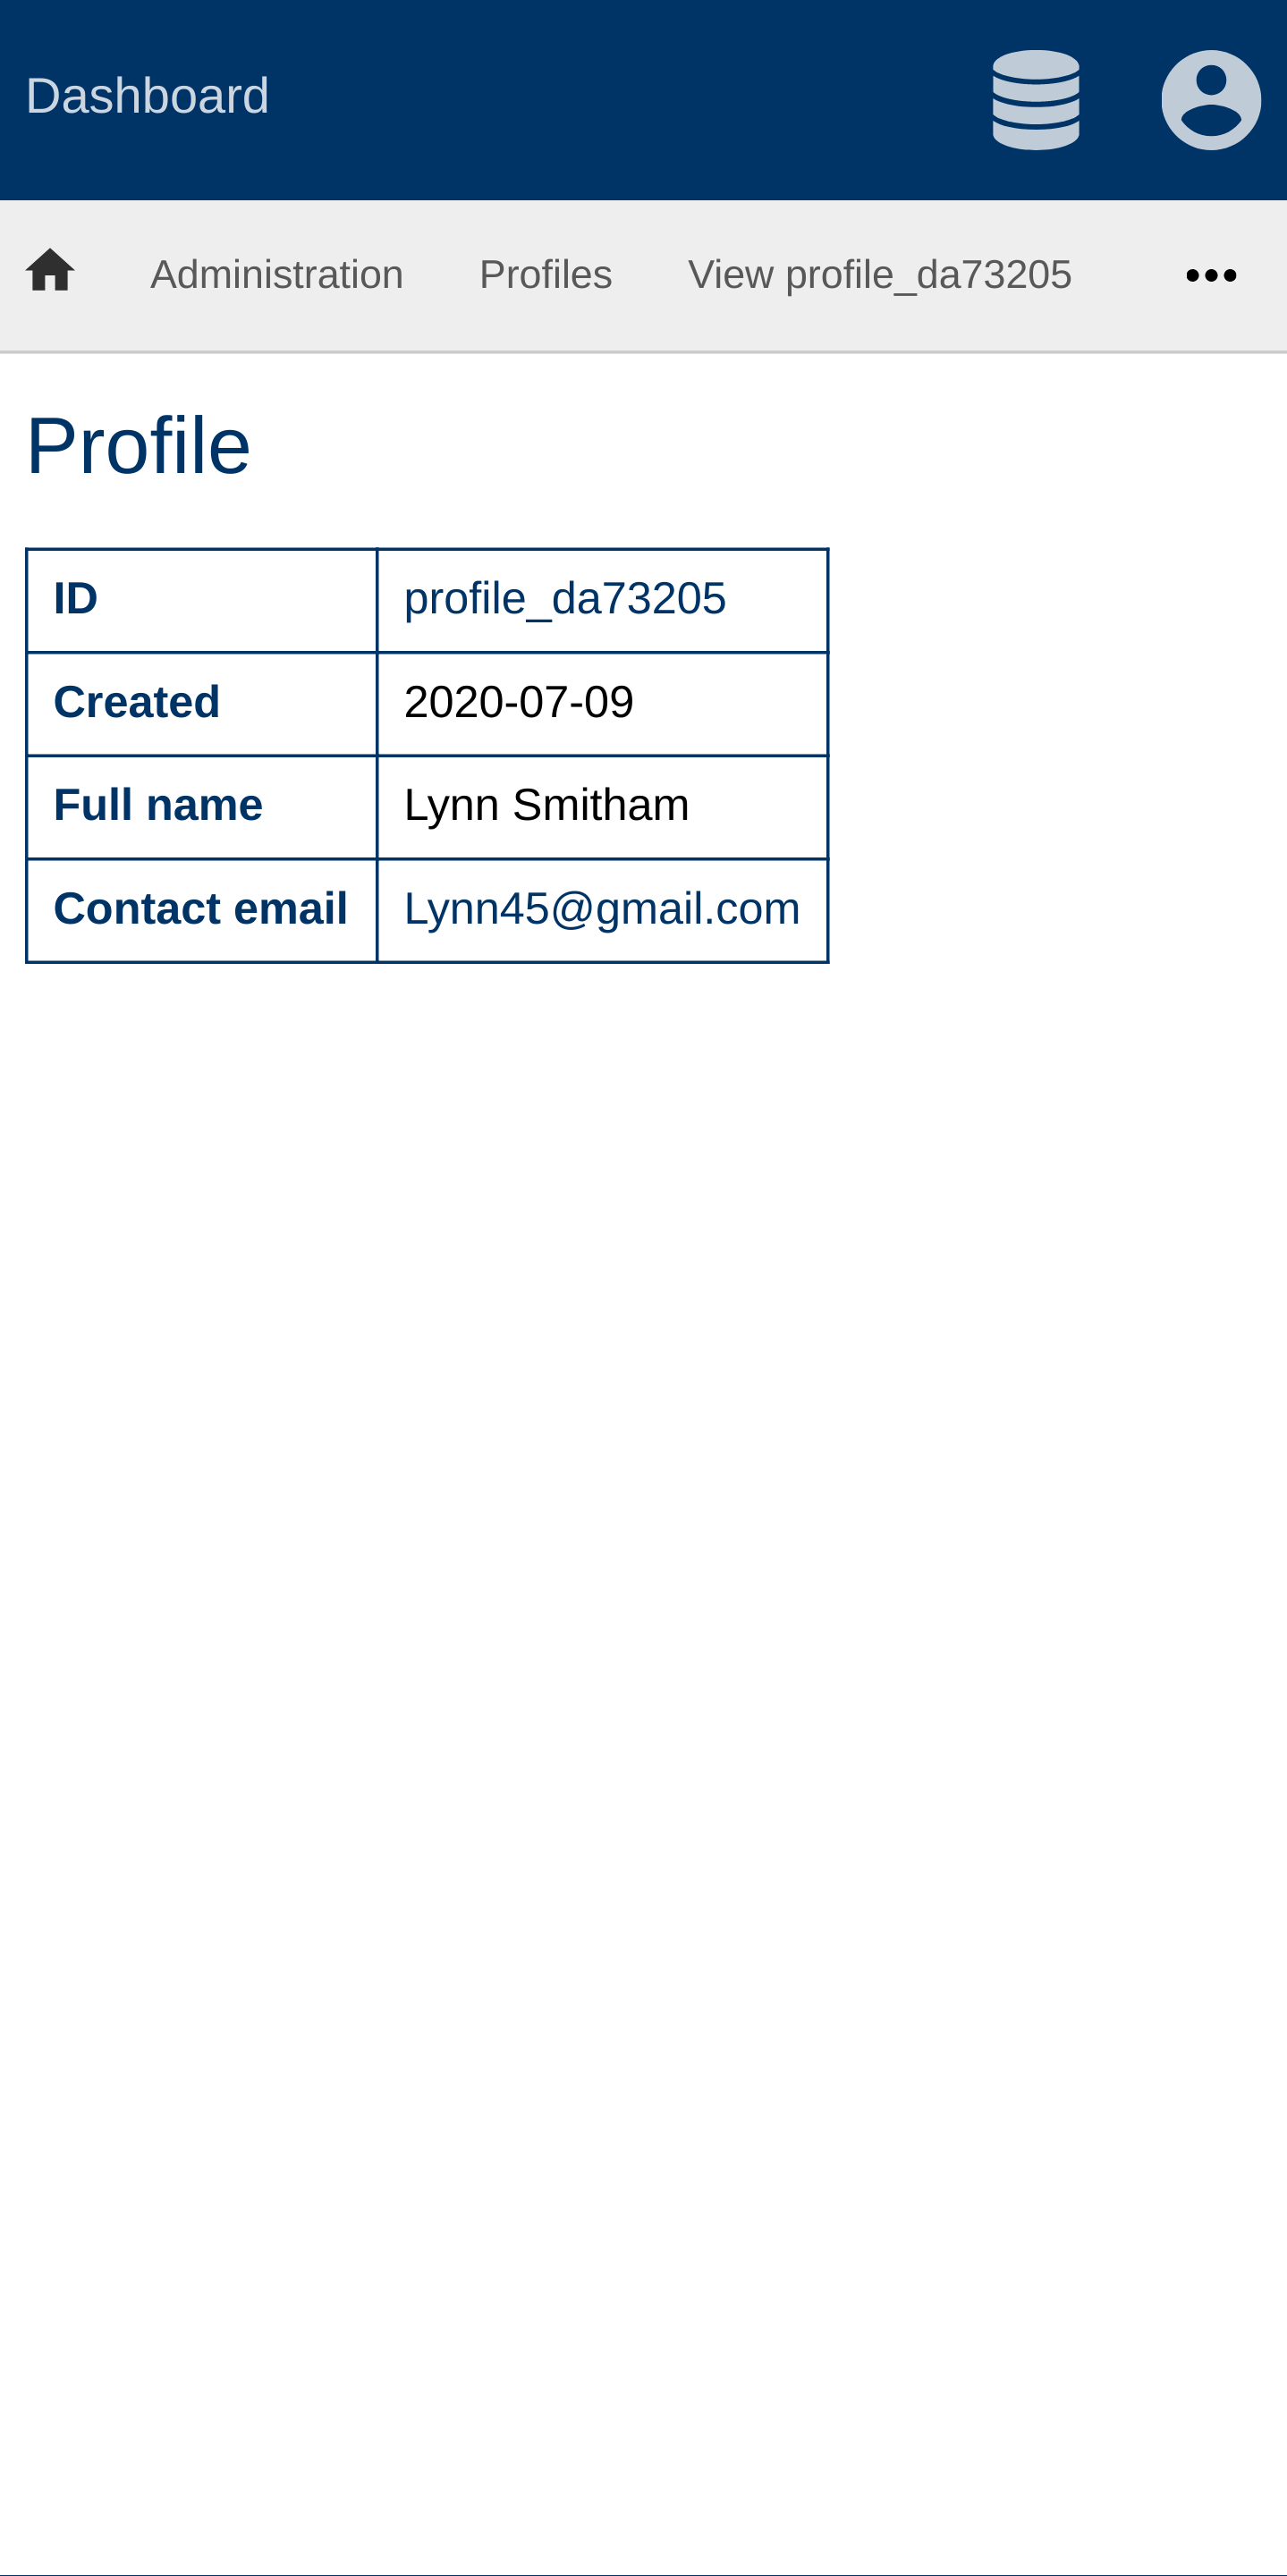 Dashboard
Administration Profiles View profile_da73205
Profile
ID profile_da73205
Created 2020-07-09
Full name Lynn Smitham
Contact email Lynn45@gmail.com